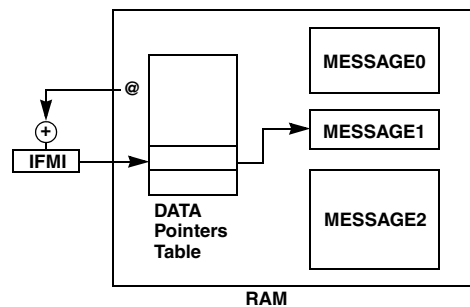 MESSAGE0
@
+
MESSAGE1
IFMI
MESSAGE2
DATA
Pointers
Table
RAM